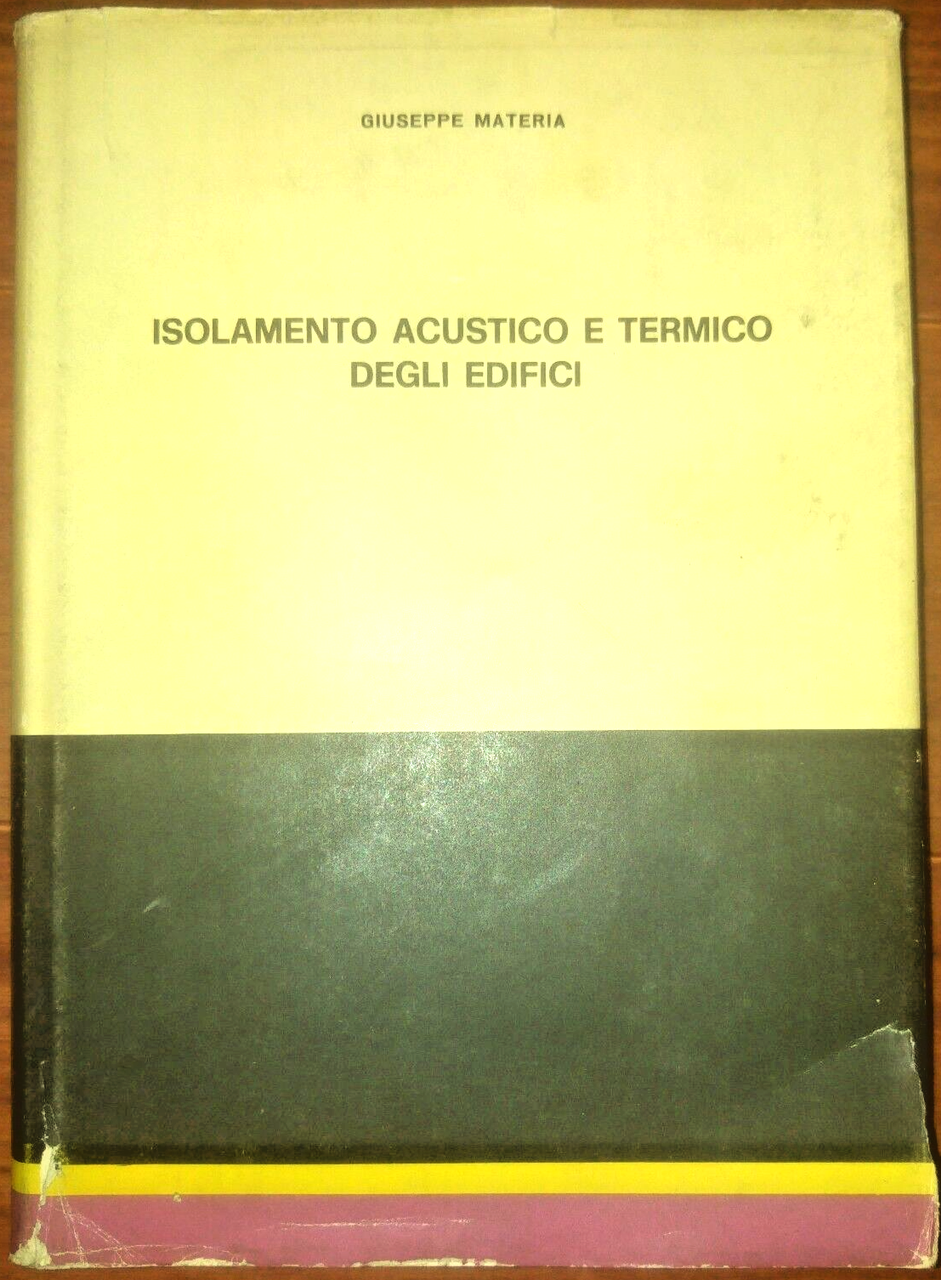 GIUSEPPE MATERIA
ISOLAMENTO ACUSTICO E TERMICO
DEGLI EDIFICI